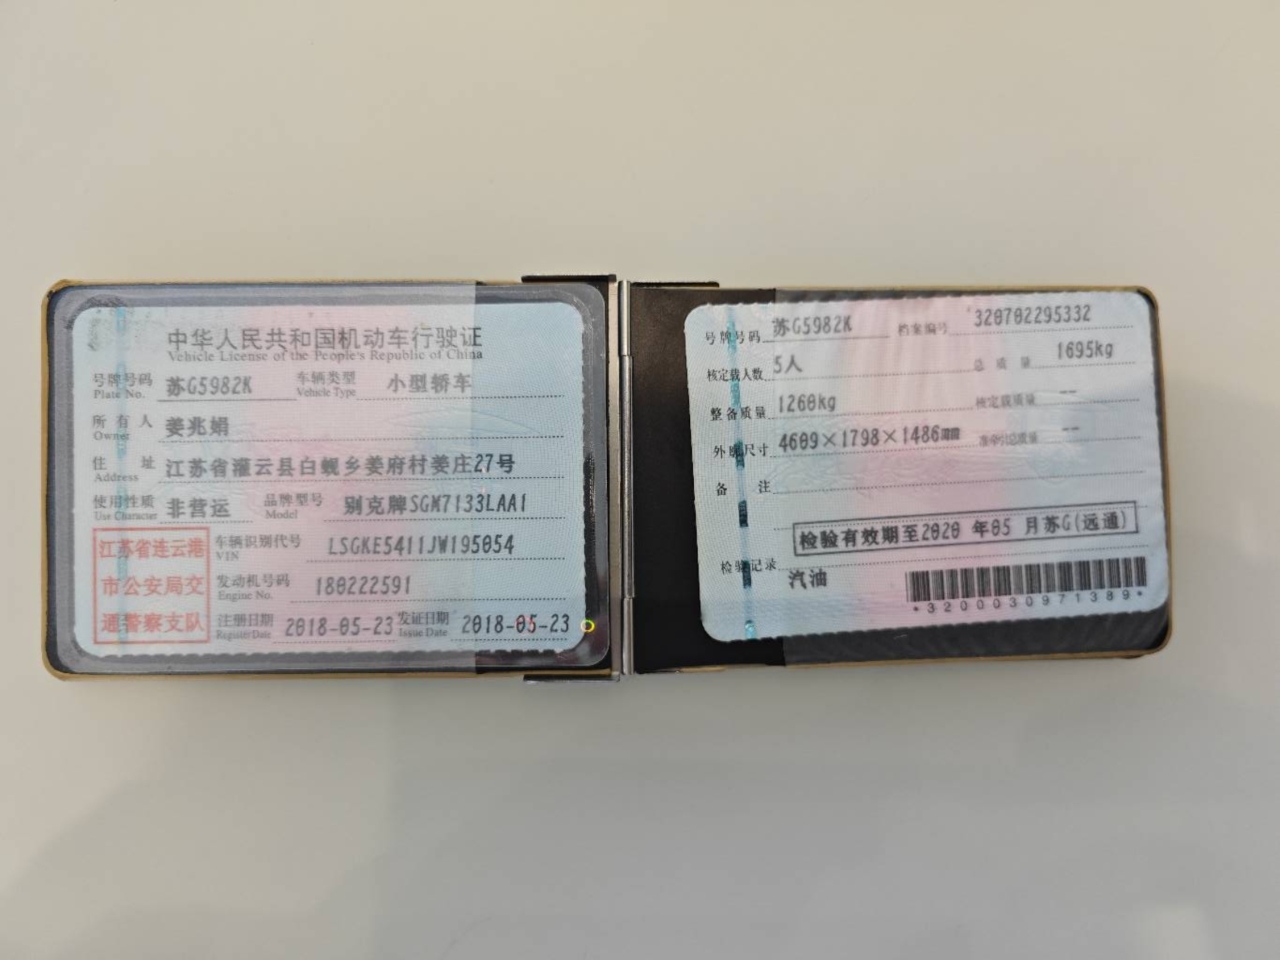 中华人民共和国机动车行驶证
Vehicle License of the People's Republic of China
号牌号码 苏G5982K 车辆类型 小型轿车
Plate No. Vehicle Type
所有人 姜兆娟
Owner
住址 江苏省灌云县白蚬乡姜府村姜庄27号
Address
使用性质 非营运 品牌型号 别克牌SGM7133LAA1
Use Character Model
江苏省连云港
市公安局交
通警察支队
车辆识别代号 LSGKE5411JW195054
VIN
发动机号码 180222591
Engine No.
注册日期 2018-05-23 发证日期 2018-05-23
Register Date Issue Date
号牌号码 苏G5982K 档案编号 320702295332
核定载人数 5人 总质量 1695kg
整备质量 1260kg 核定载质量 --
外廓尺寸 4609×1798×1486mm 准牵引总质量 --
备注
检验有效期至2020年05月苏G(远通)
检验记录
汽油
*3200030971389*